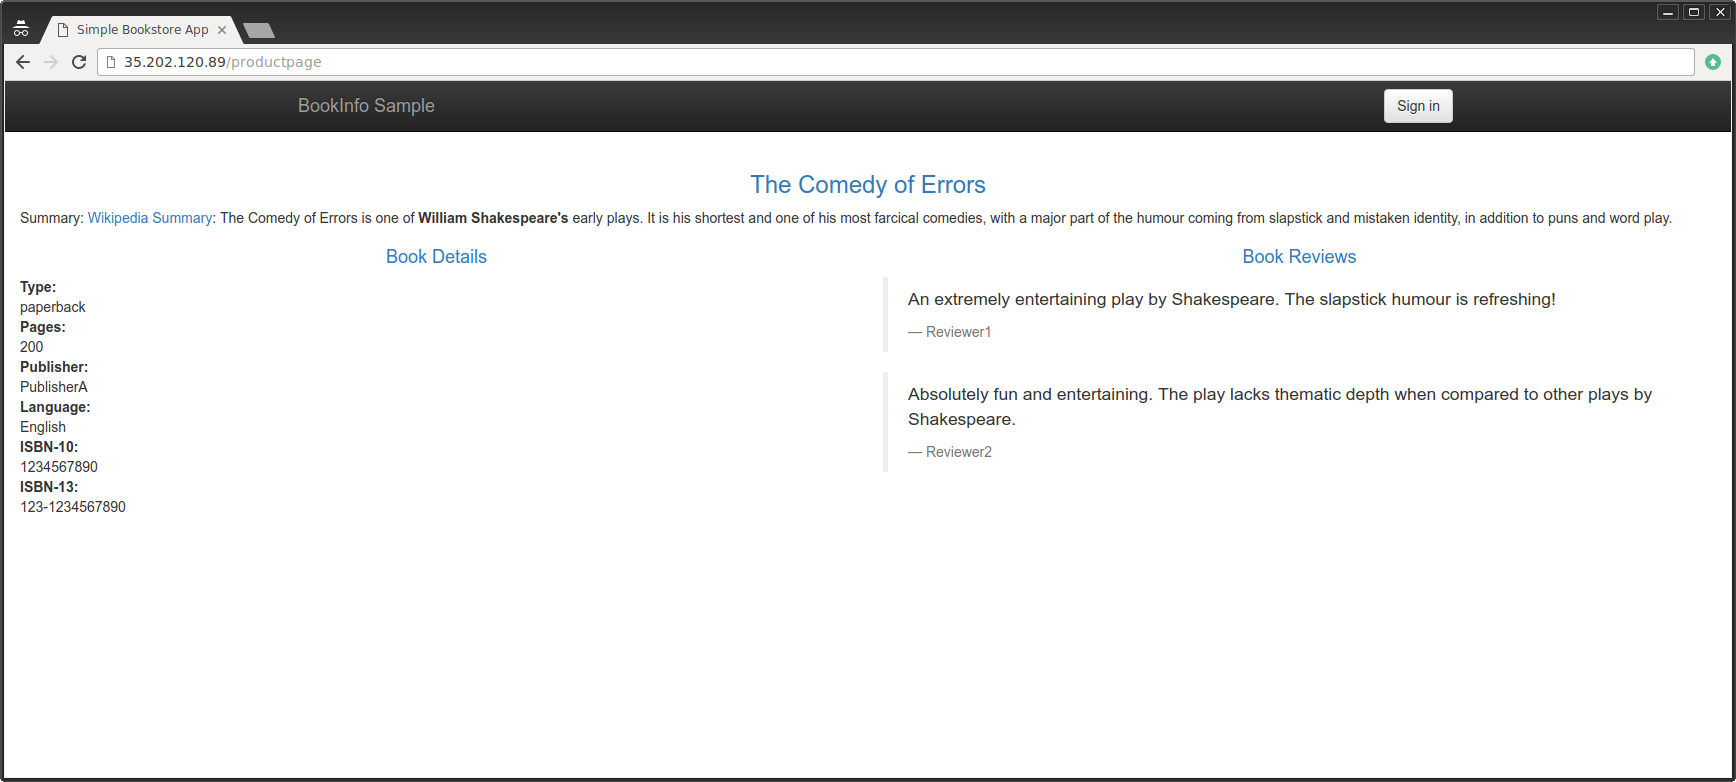 Simple Bookstore App
35.202.120.89/productpage
BookInfo Sample
Sign in
The Comedy of Errors
Summary: Wikipedia Summary: The Comedy of Errors is one of William Shakespeare's early plays. It is his shortest and one of his most farcical comedies, with a major part of the humour coming from slapstick and mistaken identity, in addition to puns and word play.
Book Details
Type:
paperback
Pages:
200
Publisher:
PublisherA
Language:
English
ISBN-10:
1234567890
ISBN-13:
123-1234567890
Book Reviews
An extremely entertaining play by Shakespeare. The slapstick humour is refreshing!
— Reviewer1
Absolutely fun and entertaining. The play lacks thematic depth when compared to other plays by
Shakespeare.
— Reviewer2